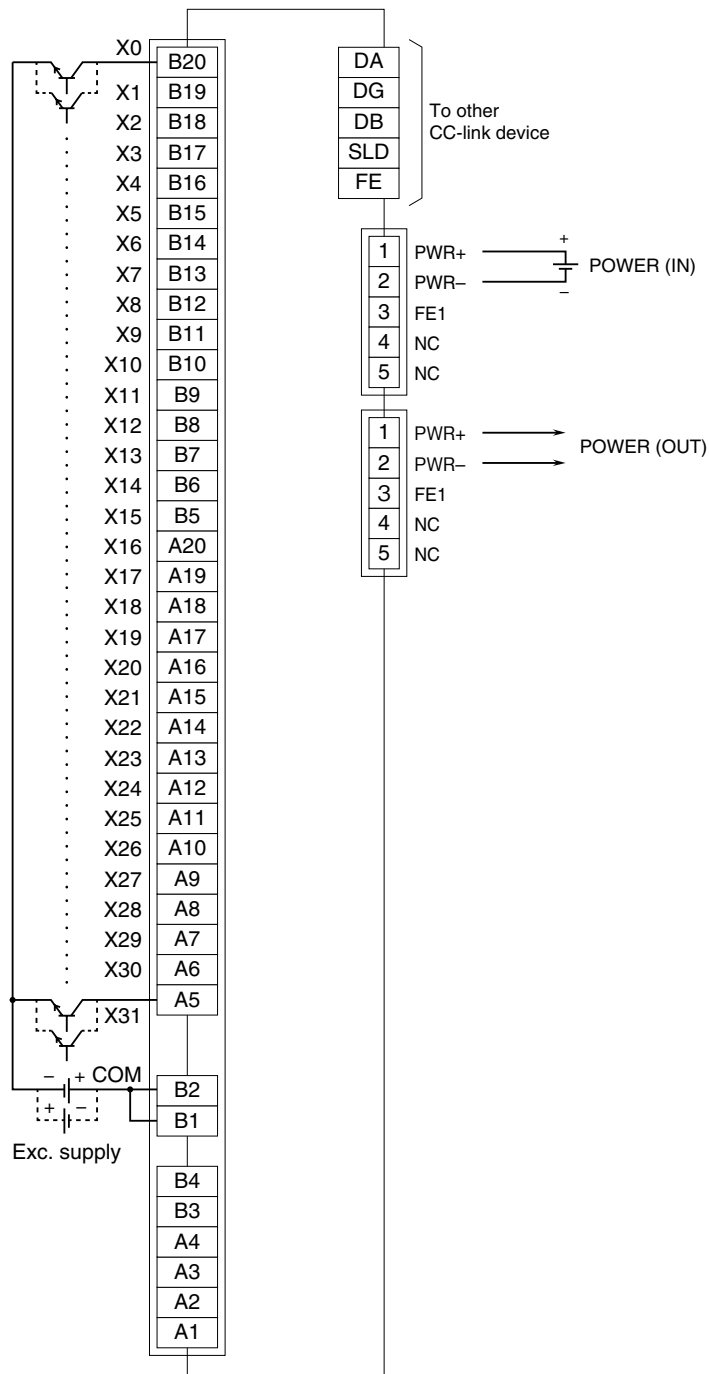 X0 B20
X1 B19
X2 B18
X3 B17
X4 B16
X5 B15
X6 B14
X7 B13
X8 B12
X9 B11
X10 B10
X11 B9
X12 B8
X13 B7
X14 B6
X15 B5
X16 A20
X17 A19
X18 A18
X19 A17
X20 A16
X21 A15
X22 A14
X23 A13
X24 A12
X25 A11
X26 A10
X27 A9
X28 A8
X29 A7
X30 A6
X31 A5
– + COM B2
+ – B1
Exc. supply
B4
B3
A4
A3
A2
A1
DA
DG
DB
SLD
FE
To other
CC-link device
1 PWR+ +
2 PWR– –
POWER (IN)
3 FE1
4 NC
5 NC
1 PWR+
2 PWR–
POWER (OUT)
3 FE1
4 NC
5 NC